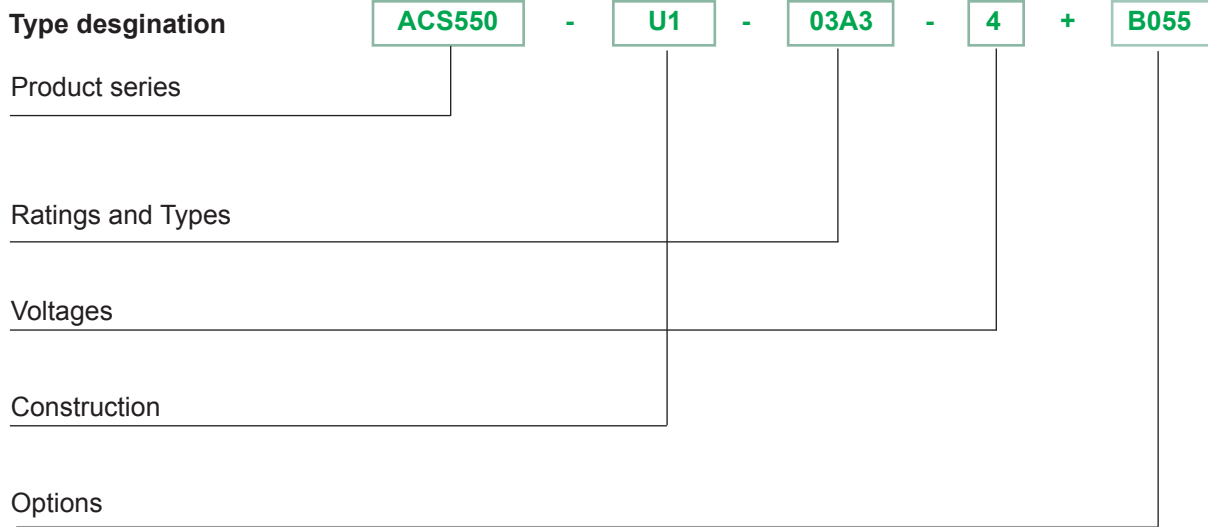 Type desgination ACS550 - U1 - 03A3 - 4 + B055
Product series
Ratings and Types
Voltages
Construction
Options